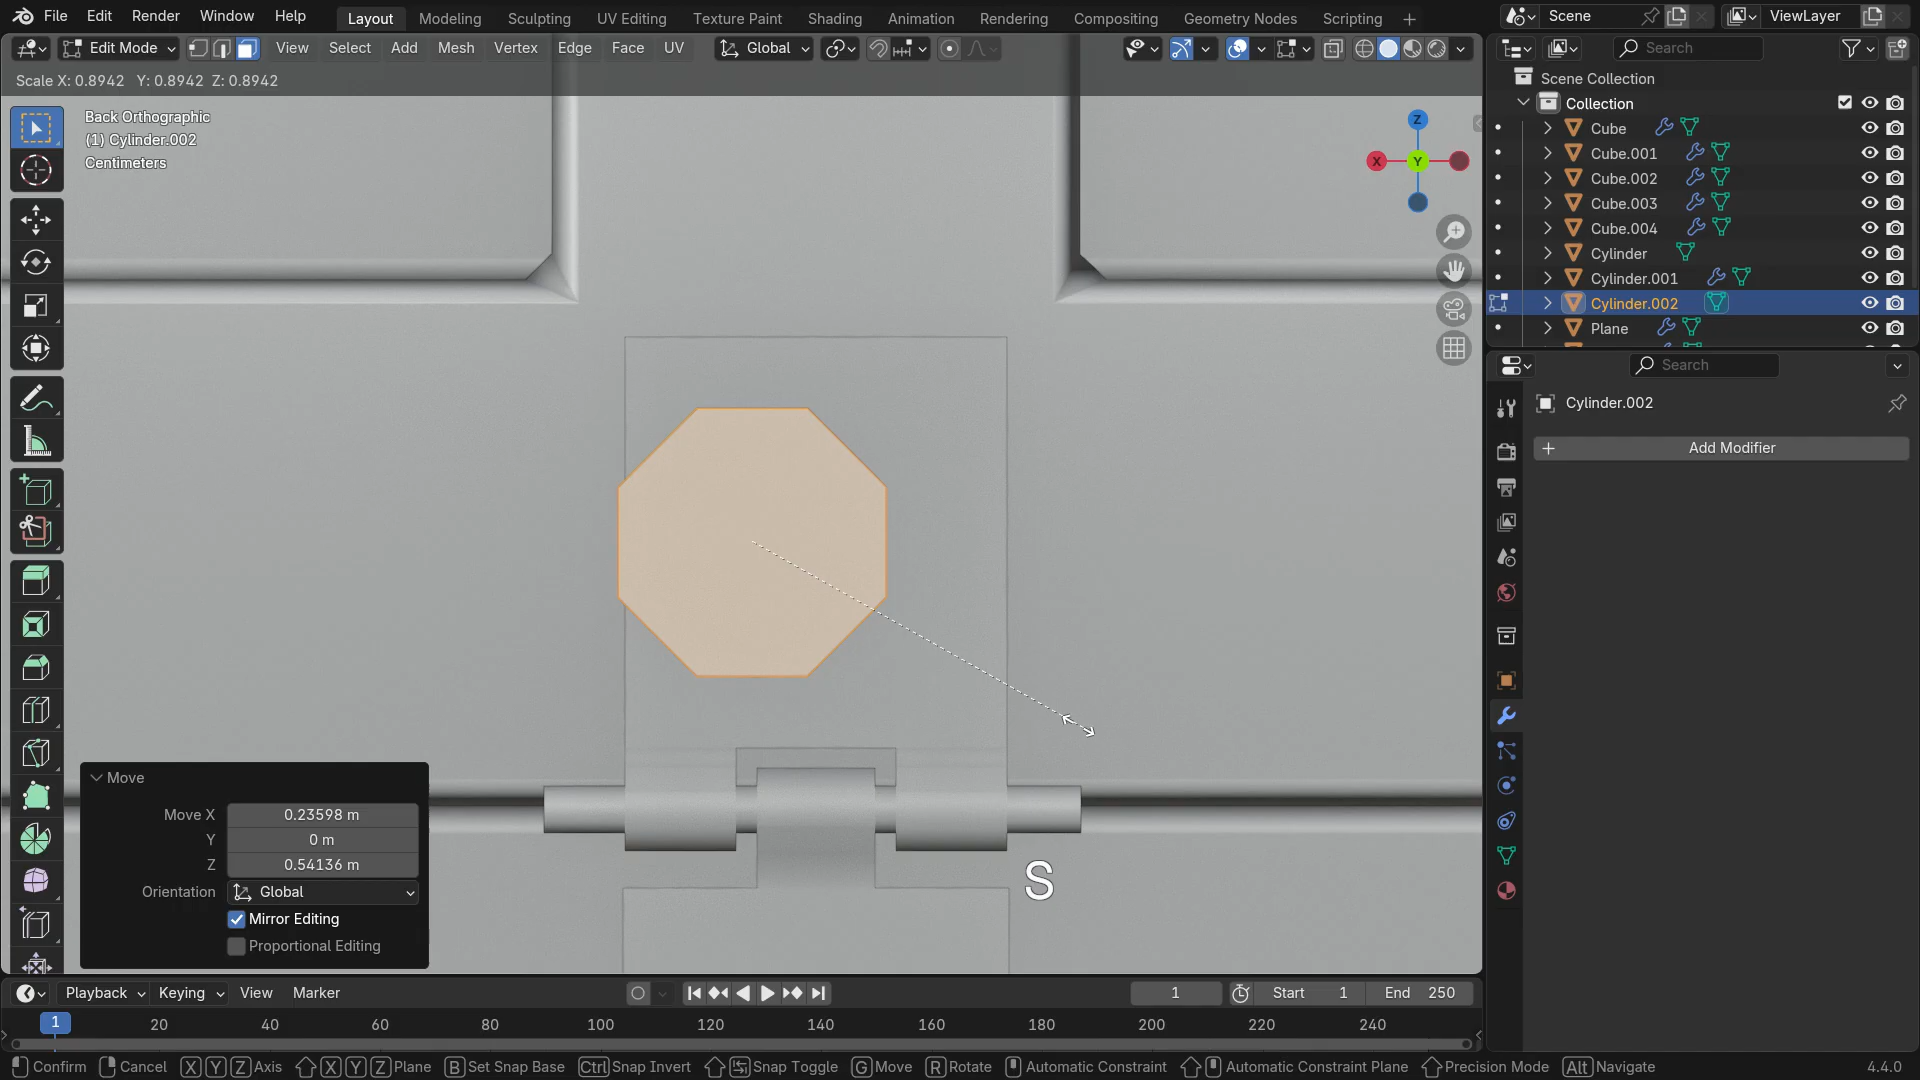 File Edit Render Window Help Layout Modeling Sculpting UV Editing Texture Paint Shading Animation Rendering Compositing Geometry Nodes Scripting + Scene ViewLayer
Edit Mode View Select Add Mesh Vertex Edge Face UV Global Search
Scale X: 0.8942 Y: 0.8942 Z: 0.8942
Back Orthographic
(1) Cylinder.002
Centimeters
Z
X
Y
Scene Collection
Collection
Cube
Cube.001
Cube.002
Cube.003
Cube.004
Cylinder
Cylinder.001
Cylinder.002
Plane
Search
Cylinder.002
+ Add Modifier
Move
Move X 0.23598 m
Y 0 m
Z 0.54136 m
Orientation Global
Mirror Editing
Proportional Editing
S
Playback Keying View Marker 1 Start 1 End 250
1 20 40 60 80 100 120 140 160 180 200 220 240
Confirm Cancel X Y Z Axis X Y Z Plane B Set Snap Base Ctrl Snap Invert Snap Toggle G Move R Rotate Automatic Constraint Automatic Constraint Plane Precision Mode Alt Navigate 4.4.0